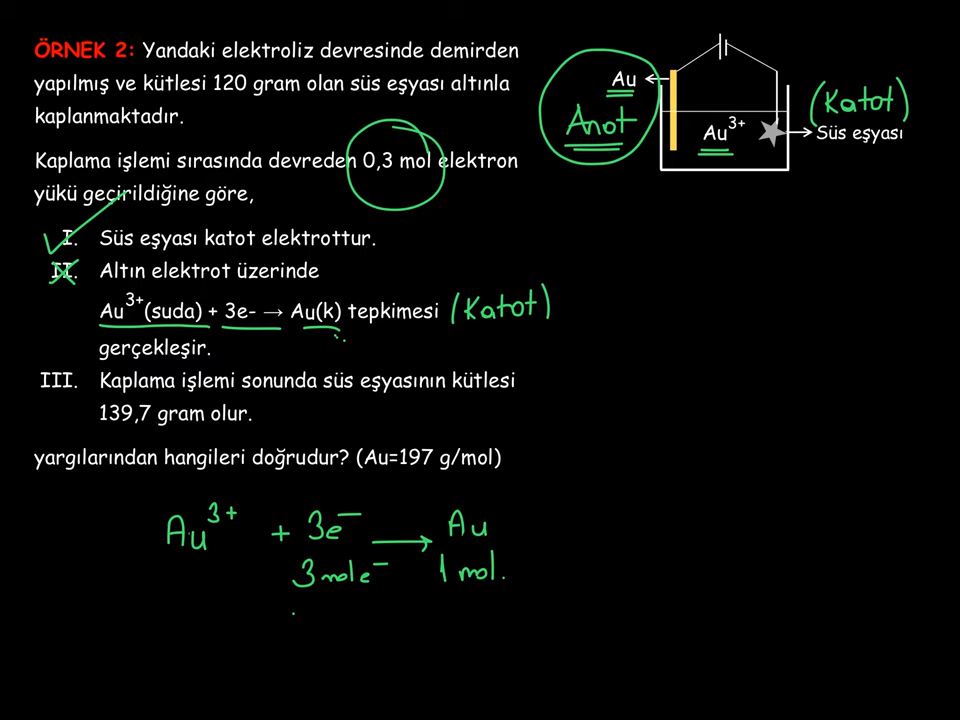 ÖRNEK 2: Yandaki elektroliz devresinde demirden
yapılmış ve kütlesi 120 gram olan süs eşyası altınla
kaplanmaktadır.
Kaplama işlemi sırasında devreden 0,3 mol elektron
yükü geçirildiğine göre,
I. Süs eşyası katot elektrottur.
II. Altın elektrot üzerinde
Au3+(suda) + 3e- → Au(k) tepkimesi (Katot)
gerçekleşir.
III. Kaplama işlemi sonunda süs eşyasının kütlesi
139,7 gram olur.
yargılarından hangileri doğrudur? (Au=197 g/mol)
Au
Anot
Au3+
(Katot)
Süs eşyası
Au3+ + 3e− → Au
3 mol e− 1 mol.